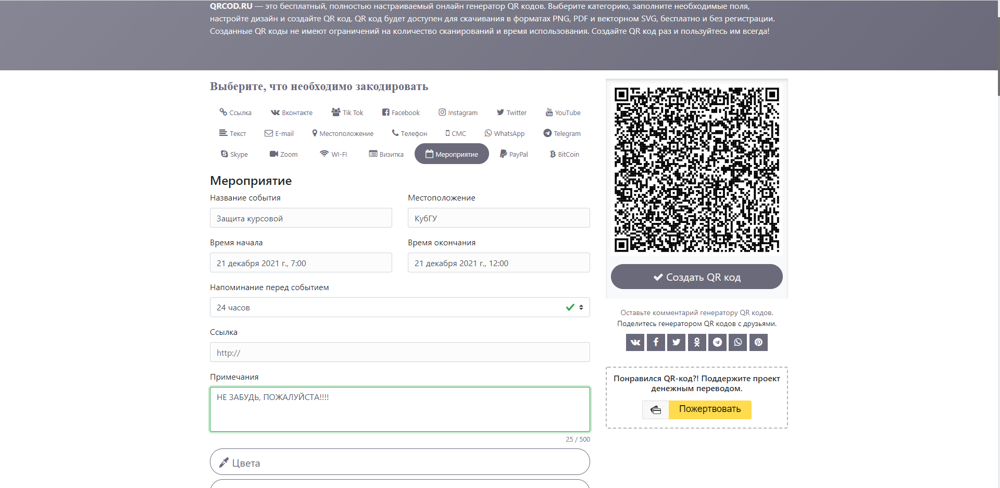 QRCOD.RU — это бесплатный, полностью настраиваемый онлайн генератор QR кодов. Выберите категорию, заполните необходимые поля,
настройте дизайн и создайте QR код. QR код будет доступен для скачивания в форматах PNG, PDF и векторном SVG, бесплатно и без регистрации.
Созданные QR коды не имеют ограничений на количество сканирований и время использования. Создайте QR код раз и пользуйтесь им всегда!
Выберите, что необходимо закодировать
Ссылка Вконтакте Tik Tok Facebook Instagram Twitter YouTube
Текст E-mail Местоположение Телефон СМС WhatsApp Telegram
Skype Zoom WI-FI Визитка Мероприятие PayPal BitCoin
Мероприятие
Название события Местоположение
Защита курсовой КубГУ
Время начала Время окончания
21 декабря 2021 г., 7:00 21 декабря 2021 г., 12:00
Напоминание перед событием
24 часов
Ссылка
http://
Примечания
НЕ ЗАБУДЬ, ПОЖАЛУЙСТА!!!!
25 / 500
Цвета
Создать QR код
Оставьте комментарий генератору QR кодов.
Поделитесь генератором QR кодов с друзьями.
Понравился QR-код?! Поддержите проект
денежным переводом.
Пожертвовать